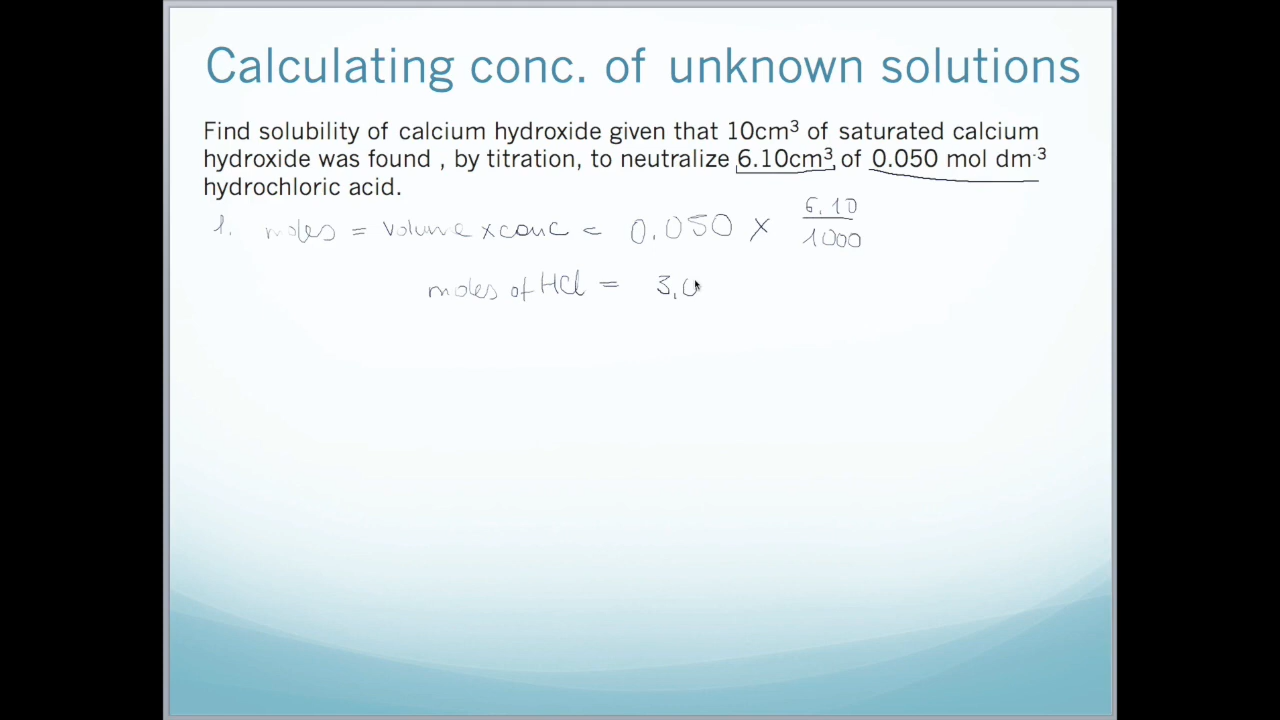 Calculating conc. of unknown solutions
Find solubility of calcium hydroxide given that 10cm³ of saturated calcium
hydroxide was found , by titration, to neutralize 6.10cm³ of 0.050 mol dm⁻³
hydrochloric acid.
1. moles = volume x conc = 0.050 x 6.10/1000
moles of HCl = 3.0